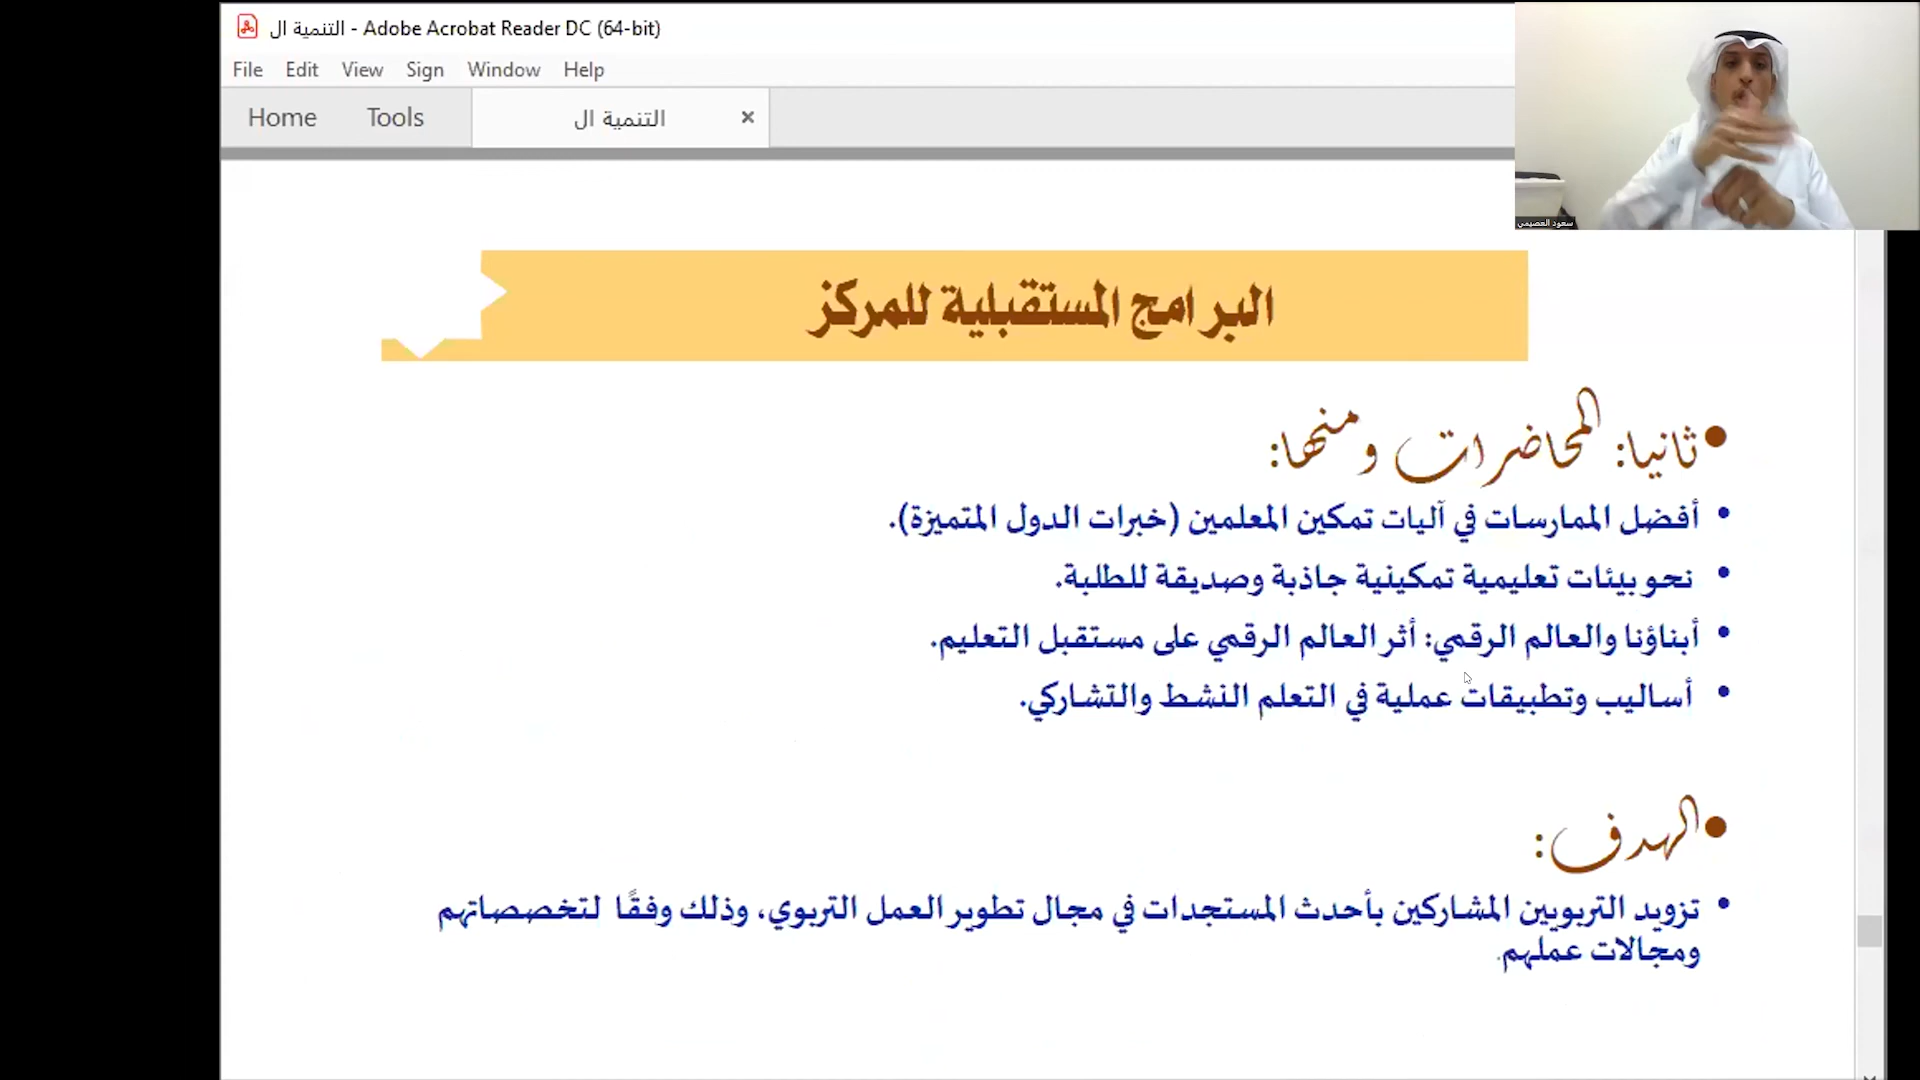 التنمية ال - Adobe Acrobat Reader DC (64-bit)
File Edit View Sign Window Help
Home Tools التنمية ال ×
سعود العصيمي
البرامج المستقبلية للمركز
• ثانيا: المحاضرات ومنها:
• أفضل الممارسات في آليات تمكين المعلمين (خبرات الدول المتميزة).
• نحو بيئات تعليمية تمكينية جاذبة وصديقة للطلبة.
• أبناؤنا والعالم الرقمي: أثر العالم الرقمي على مستقبل التعليم.
• أساليب وتطبيقات عملية في التعلم النشط والتشاركي.
• الهدف:
• تزويد التربويين المشاركين بأحدث المستجدات في مجال تطوير العمل التربوي، وذلك وفقًا لتخصصاتهم
ومجالات عملهم.